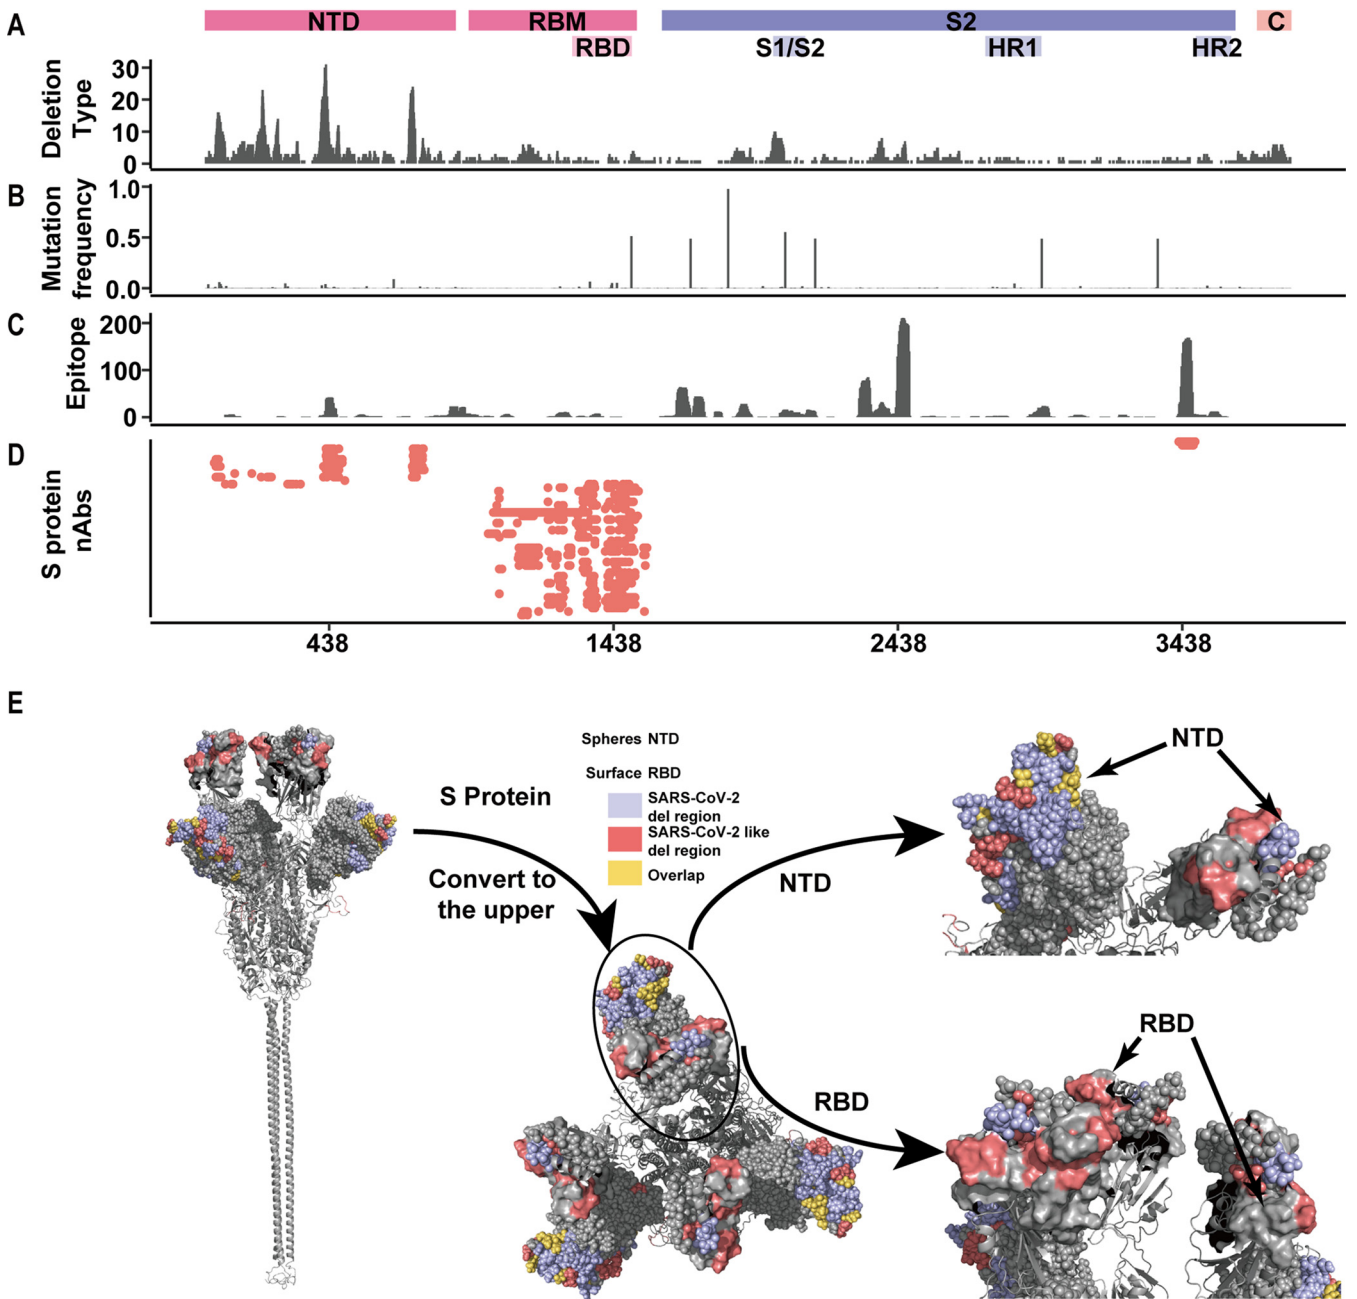 A
NTD
RBM
S2
C
RBD
S1/S2
HR1
HR2
Deletion
Type
30
20
10
0
B
Mutation
frequency
1.0
0.5
0.0
C
Epitope
200
100
0
D
S protein
nAbs
438
1438
2438
3438
E
Spheres NTD
Surface RBD
SARS-CoV-2
del region
SARS-CoV-2 like
del region
Overlap
S Protein
Convert to
the upper
NTD
NTD
RBD
RBD